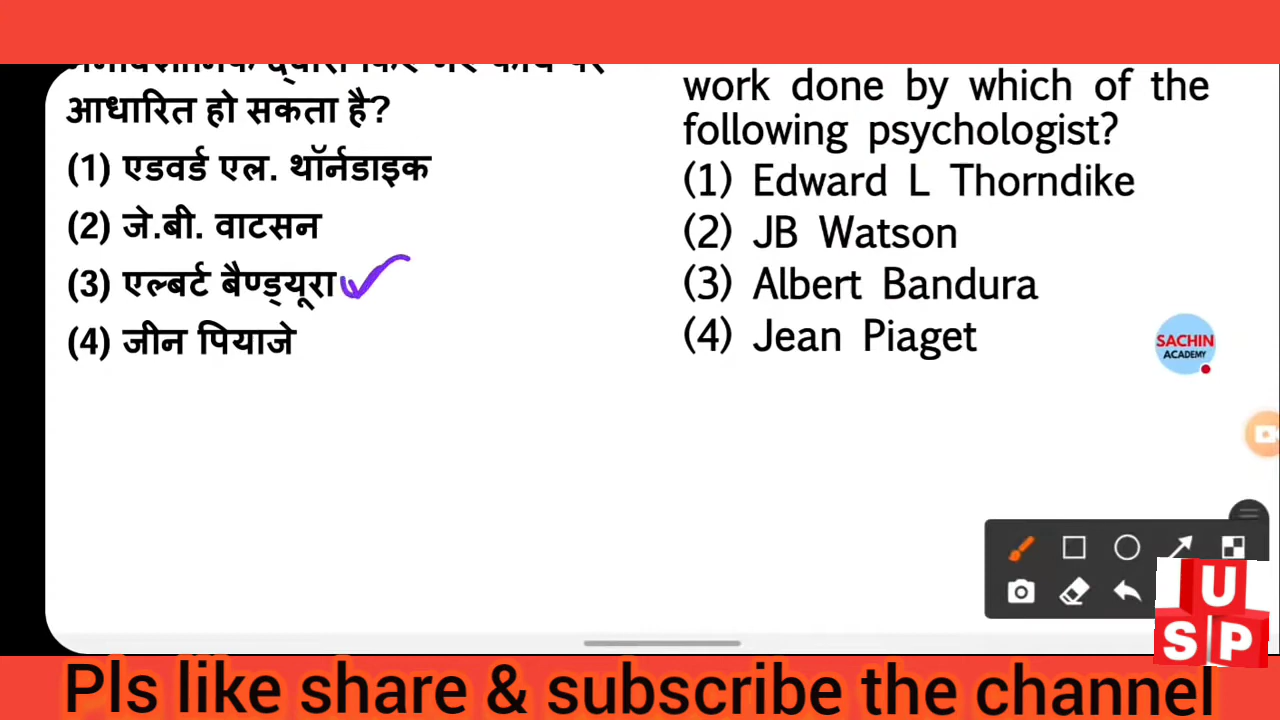 आधारित हो सकता है?
(1) एडवर्ड एल. थॉर्नडाइक
(2) जे.बी. वाटसन
(3) एल्बर्ट बैण्ड्यूरा
(4) जीन पियाजे
work done by which of the
following psychologist?
(1) Edward L Thorndike
(2) JB Watson
(3) Albert Bandura
(4) Jean Piaget
SACHIN
ACADEMY
U
S P
Pls like share & subscribe the channel